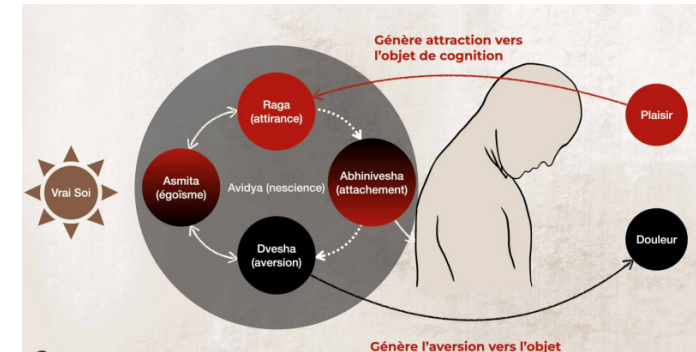 Génère attraction vers
l'objet de cognition
Raga
(attirance)
Plaisir
Vrai Soi
Asmita
(égoïsme)
Avidya (nescience)
Abhinivesha
(attachement)
Dvesha
(aversion)
Douleur
Génère l'aversion vers l'objet